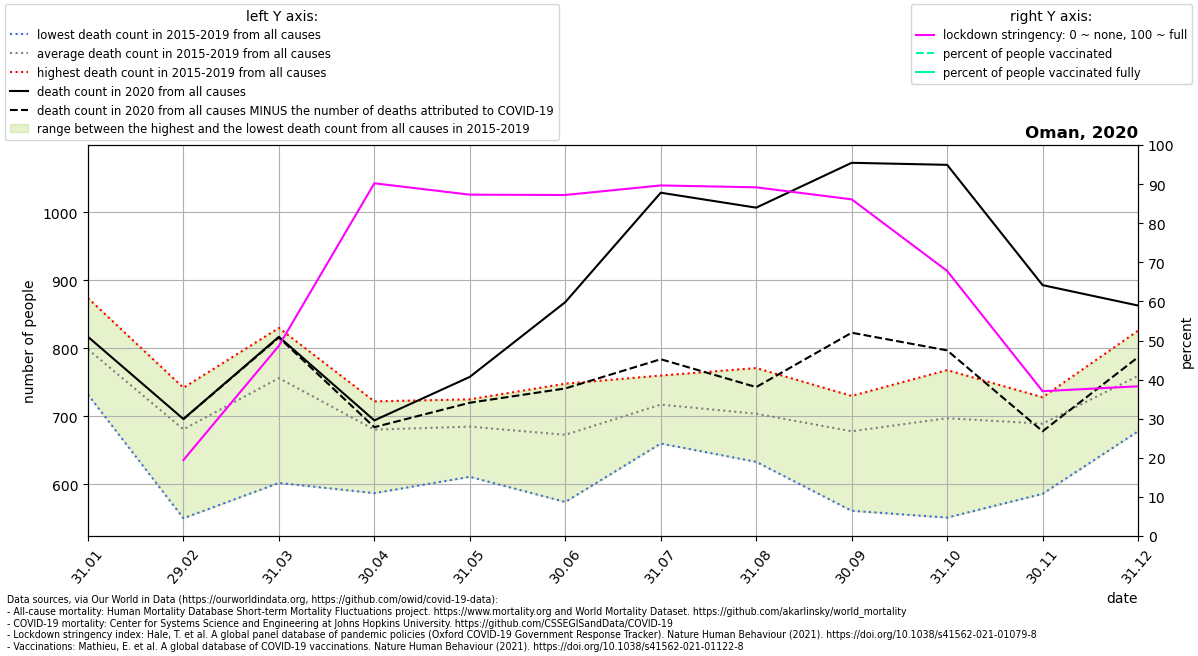 left Y axis:
lowest death count in 2015-2019 from all causes
average death count in 2015-2019 from all causes
highest death count in 2015-2019 from all causes
death count in 2020 from all causes
death count in 2020 from all causes MINUS the number of deaths attributed to COVID-19
range between the highest and the lowest death count from all causes in 2015-2019
right Y axis:
lockdown stringency: 0 ~ none, 100 ~ full
percent of people vaccinated
percent of people vaccinated fully
Oman, 2020
number of people
1000
900
800
700
600
100
90
80
70
60
50
40
30
20
10
0
percent
31.01
29.02
31.03
30.04
31.05
30.06
31.07
31.08
30.09
31.10
30.11
31.12
date
Data sources, via Our World in Data (https://ourworldindata.org, https://github.com/owid/covid-19-data):
- All-cause mortality: Human Mortality Database Short-term Mortality Fluctuations project. https://www.mortality.org and World Mortality Dataset. https://github.com/akarlinsky/world_mortality
- COVID-19 mortality: Center for Systems Science and Engineering at Johns Hopkins University. https://github.com/CSSEGISandData/COVID-19
- Lockdown stringency index: Hale, T. et al. A global panel database of pandemic policies (Oxford COVID-19 Government Response Tracker). Nature Human Behaviour (2021). https://doi.org/10.1038/s41562-021-01079-8
- Vaccinations: Mathieu, E. et al. A global database of COVID-19 vaccinations. Nature Human Behaviour (2021). https://doi.org/10.1038/s41562-021-01122-8